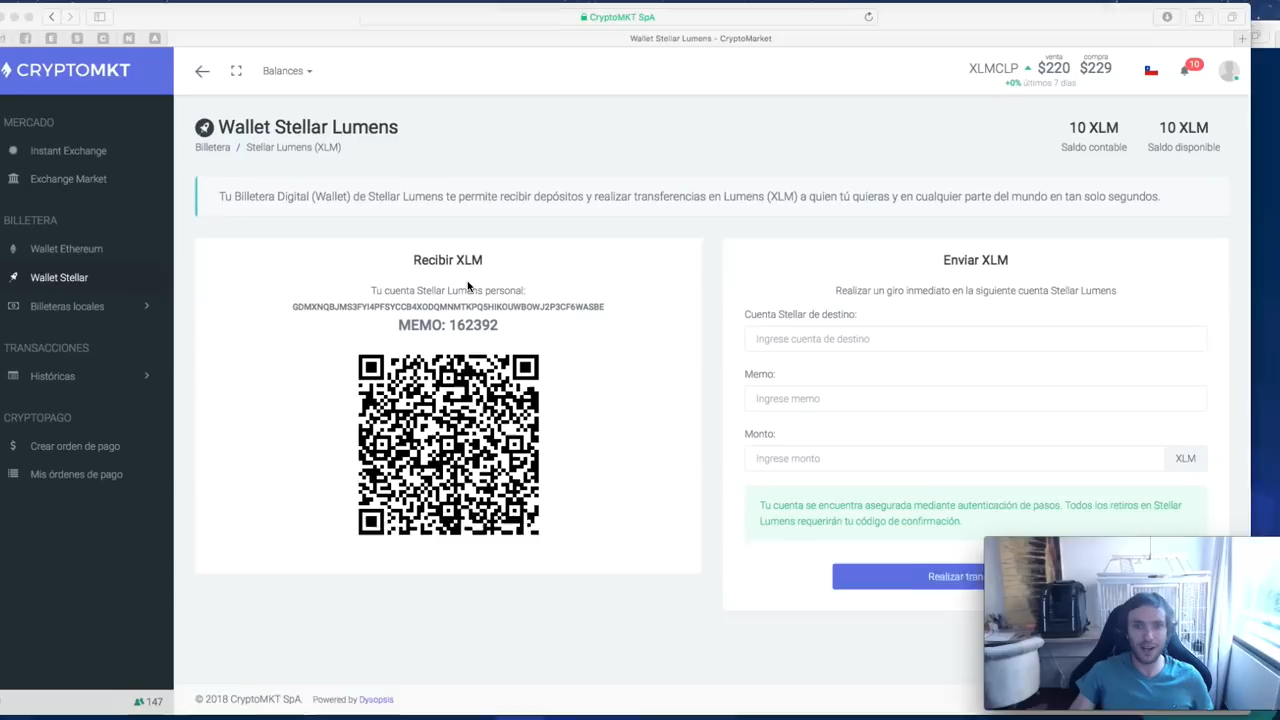 CryptoMKT SpA
Wallet Stellar Lumens - CryptoMarket
CRYPTOMKT
Balances
XLMCLP
venta
$220
compra
$229
+0% últimos 7 días
10
MERCADO
Instant Exchange
Exchange Market
BILLETERA
Wallet Ethereum
Wallet Stellar
Billeteras locales
TRANSACCIONES
Históricas
CRYPTOPAGO
Crear orden de pago
Mis órdenes de pago
147
Wallet Stellar Lumens
Billetera / Stellar Lumens (XLM)
10 XLM
Saldo contable
10 XLM
Saldo disponible
Tu Billetera Digital (Wallet) de Stellar Lumens te permite recibir depósitos y realizar transferencias en Lumens (XLM) a quien tú quieras y en cualquier parte del mundo en tan solo segundos.
Recibir XLM
Tu cuenta Stellar Lumens personal:
GDMXNQBJMS3FYI4PFSYCCB4XODQMNMTKPQ5HIKOUWBOWJ2P3CF6WASBE
MEMO: 162392
Enviar XLM
Realizar un giro inmediato en la siguiente cuenta Stellar Lumens
Cuenta Stellar de destino:
Ingrese cuenta de destino
Memo:
Ingrese memo
Monto:
Ingrese monto
XLM
Tu cuenta se encuentra asegurada mediante autenticación de pasos. Todos los retiros en Stellar
Lumens requerirán tu código de confirmación.
Realizar tran
© 2018 CryptoMKT SpA. Powered by Dysopsis